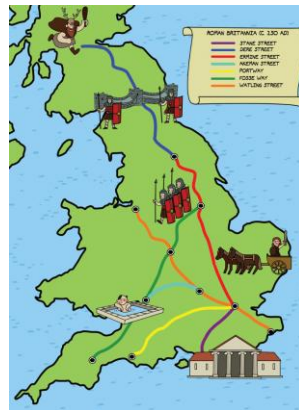 ROMAN BRITANNIA (C. 130 AD)
STANE STREET
DERE STREET
ERMINE STREET
AKEMAN STREET
PORTWAY
FOSSE WAY
WATLING STREET